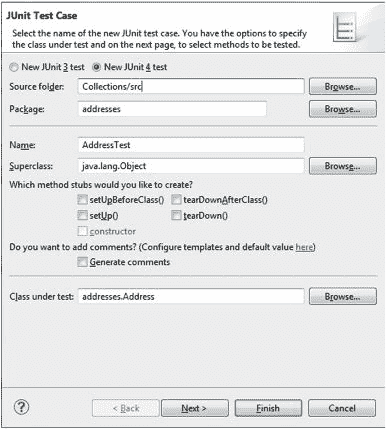 JUnit Test Case
Select the name of the new JUnit test case. You have the options to specify
the class under test and on the next page, to select methods to be tested.
New JUnit 3 test New JUnit 4 test
Source folder: Collections/src Browse...
Package: addresses Browse...
Name: AddressTest
Superclass: java.lang.Object Browse...
Which method stubs would you like to create?
setUpBeforeClass() tearDownAfterClass()
setUp() tearDown()
constructor
Do you want to add comments? (Configure templates and default value here)
Generate comments
Class under test: addresses.Address Browse...
? < Back Next > Finish Cancel